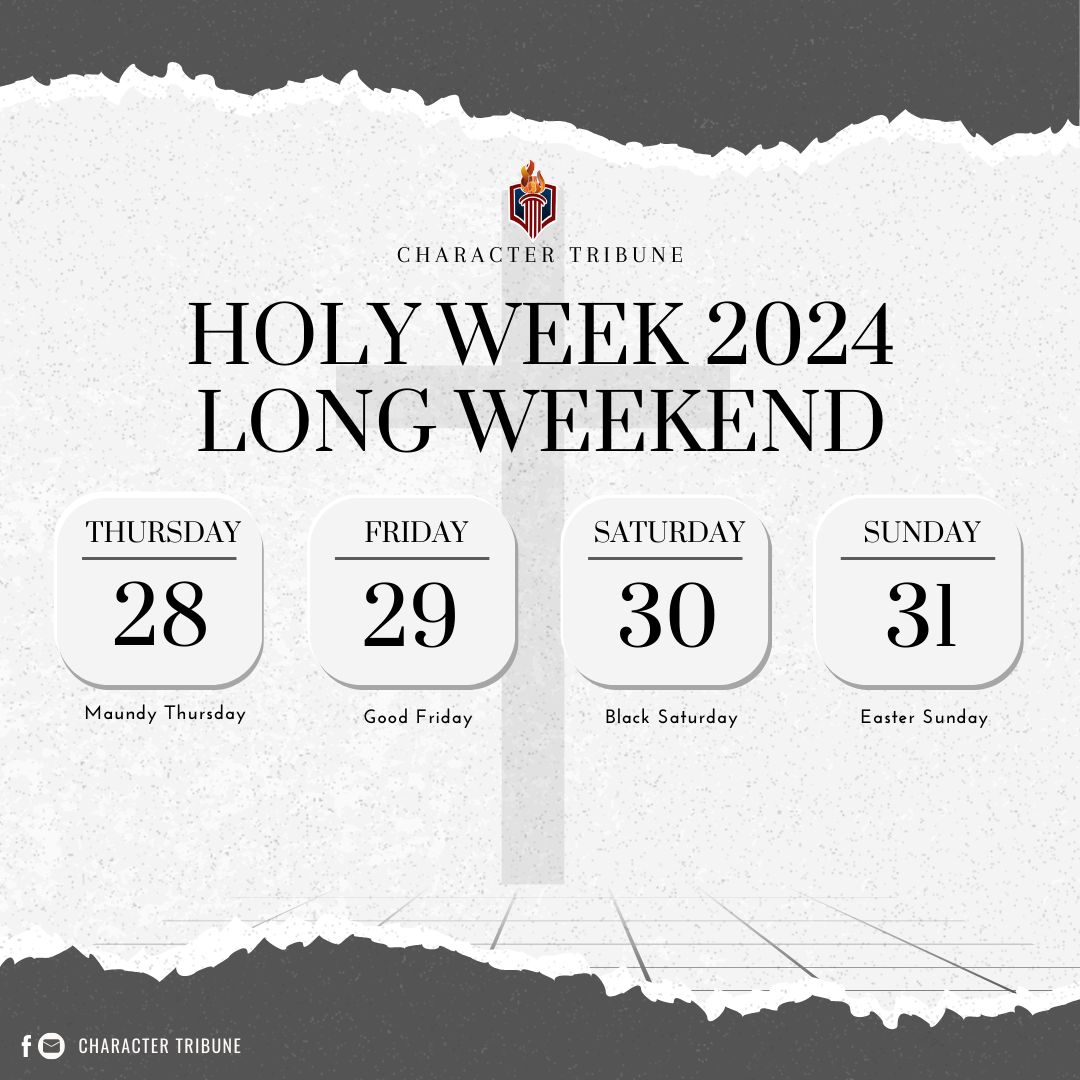 CHARACTER TRIBUNE
HOLY WEEK 2024
LONG WEEKEND
THURSDAY
28
Maundy Thursday
FRIDAY
29
Good Friday
SATURDAY
30
Black Saturday
SUNDAY
31
Easter Sunday
f CHARACTER TRIBUNE